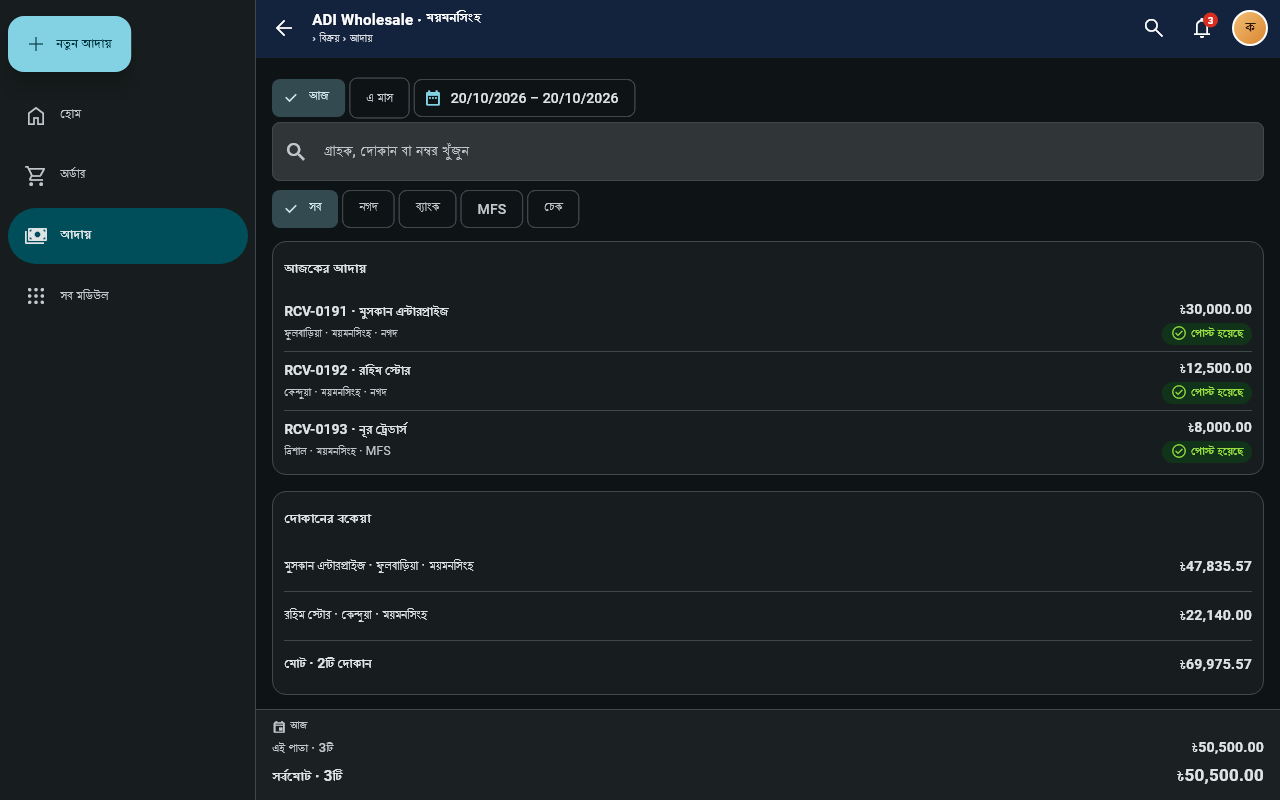 নতুন আদায়
হোম
অর্ডার
আদায়
সব মডিউল
ADI Wholesale · ময়মনসিংহ
› বিক্রয় › আদায়
3
ক
আজ
এ মাস
20/10/2026 – 20/10/2026
গ্রাহক, দোকান বা নম্বর খুঁজুন
সব
নগদ
ব্যাংক
MFS
চেক
আজকের আদায়
RCV-0191 · মুসকান এন্টারপ্রাইজ
৳30,000.00
ফুলবাড়িয়া · ময়মনসিংহ · নগদ
পোস্ট হয়েছে
RCV-0192 · রহিম স্টোর
৳12,500.00
কেন্দুয়া · ময়মনসিংহ · নগদ
পোস্ট হয়েছে
RCV-0193 · নূর ট্রেডার্স
৳8,000.00
ত্রিশাল · ময়মনসিংহ · MFS
পোস্ট হয়েছে
দোকানের বকেয়া
মুসকান এন্টারপ্রাইজ · ফুলবাড়িয়া · ময়মনসিংহ
৳47,835.57
রহিম স্টোর · কেন্দুয়া · ময়মনসিংহ
৳22,140.00
মোট · 2টি দোকান
৳69,975.57
আজ
এই পাতা · 3টি
৳50,500.00
সর্বমোট · 3টি
৳50,500.00